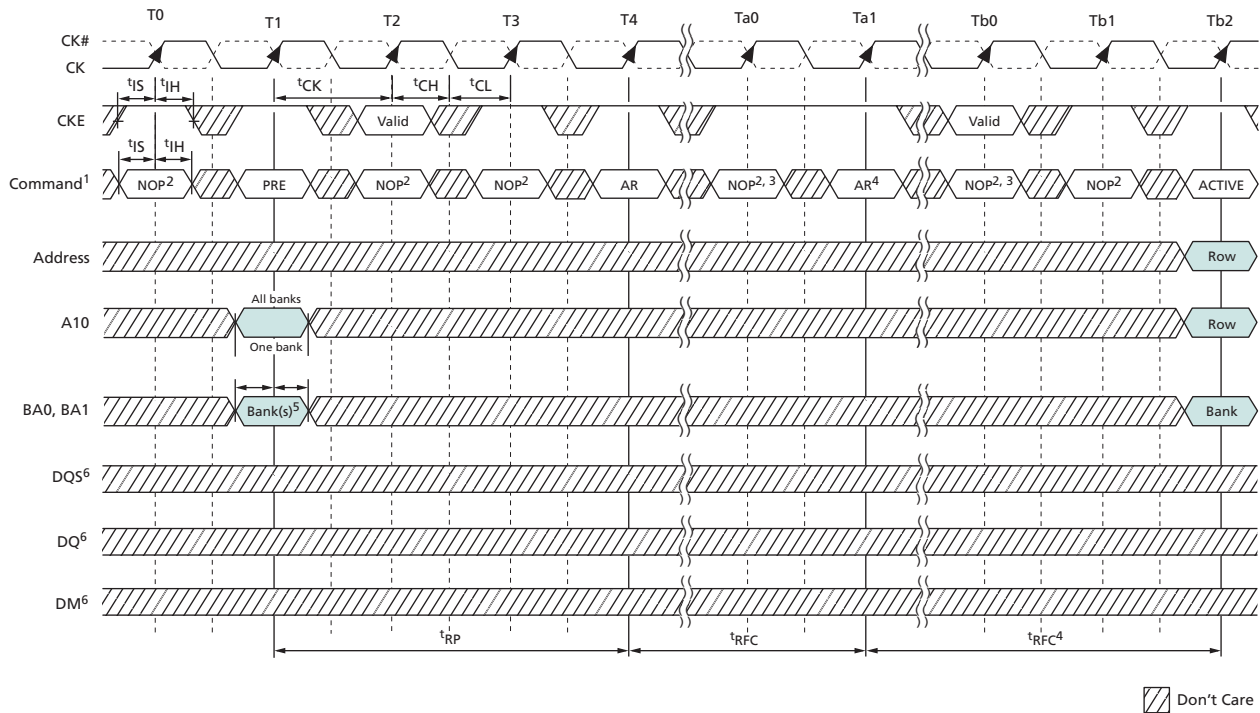 T0 T1 T2 T3 T4 Ta0 Ta1 Tb0 Tb1 Tb2
CK#
CK
tIS tIH tCK tCH tCL
CKE Valid Valid
tIS tIH
Command1 NOP2 PRE NOP2 NOP2 AR NOP2, 3 AR4 NOP2, 3 NOP2 ACTIVE
Address Row
All banks
A10 Row
One bank
BA0, BA1 Bank(s)5 Bank
DQS6
DQ6
DM6
tRP tRFC tRFC4
Don't Care